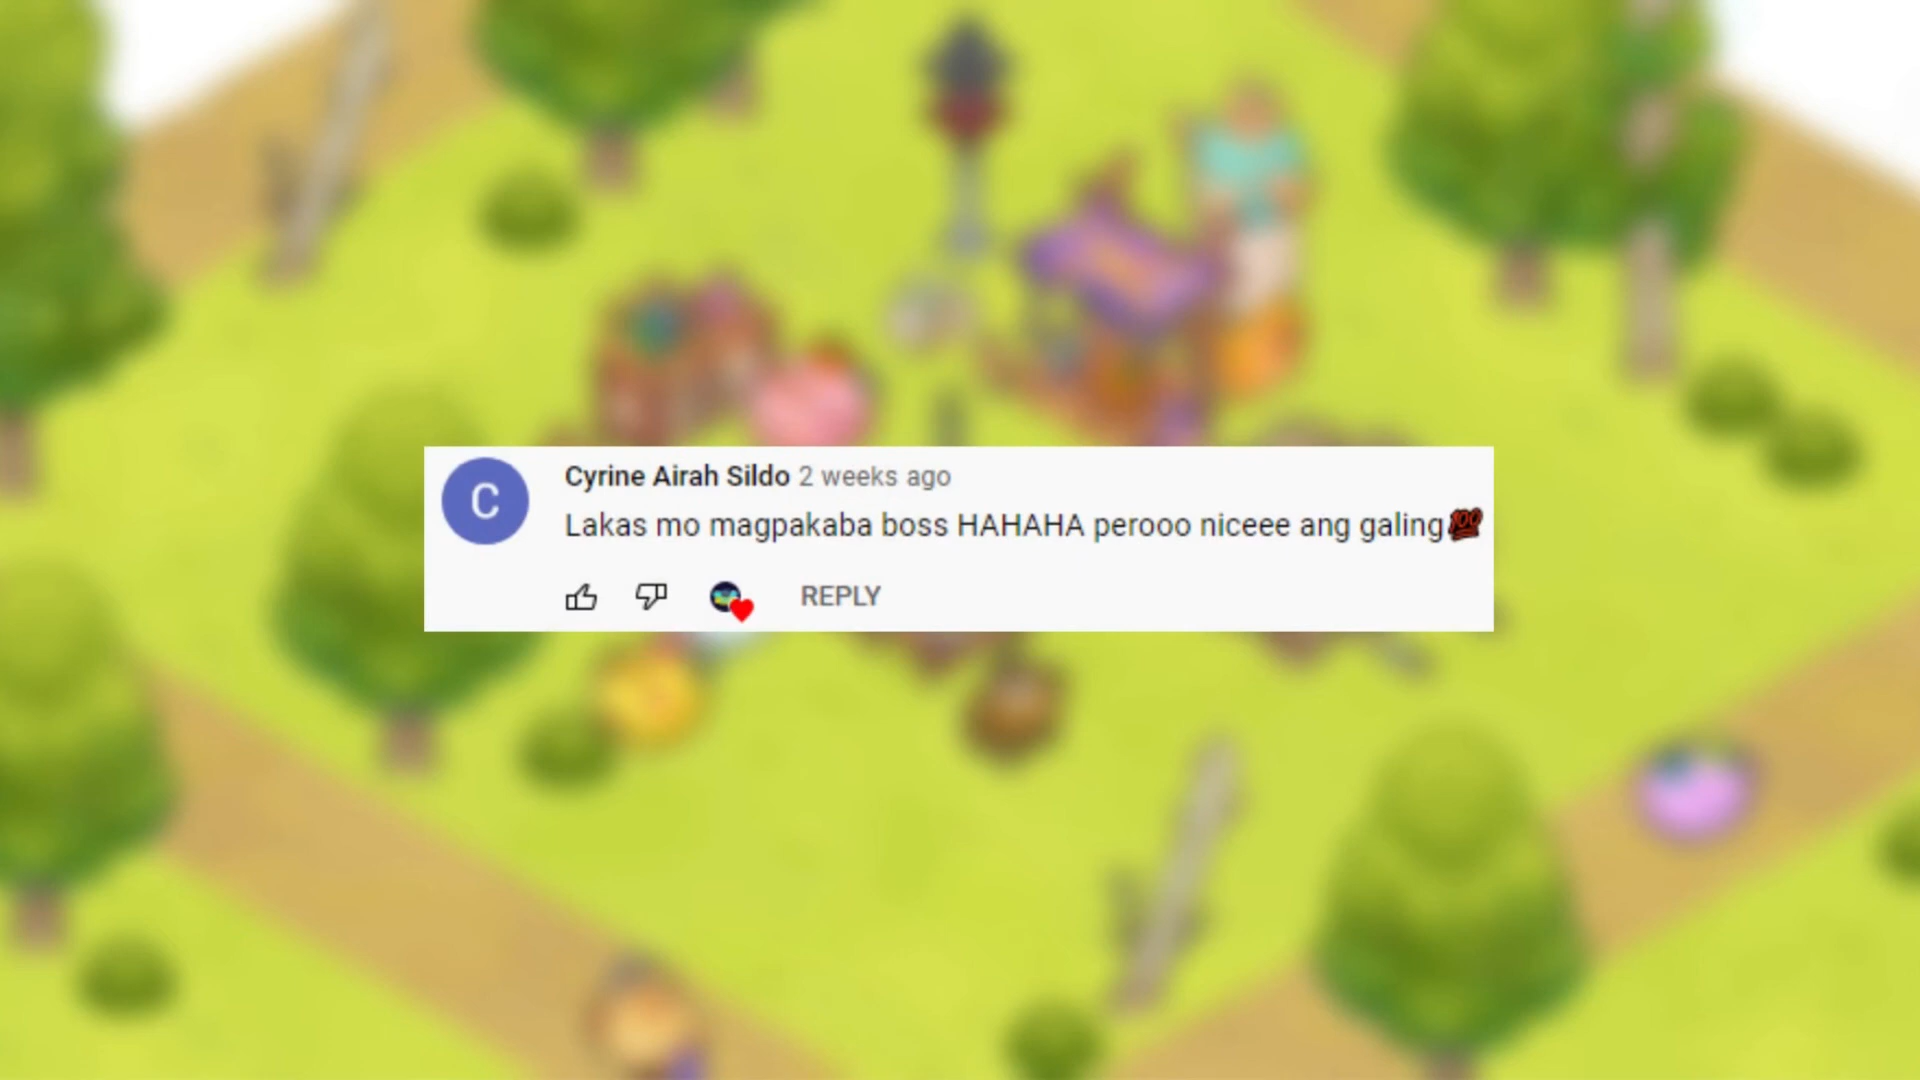 C
Cyrine Airah Sildo 2 weeks ago
Lakas mo magpakaba boss HAHAHA perooo niceee ang galing💯
REPLY